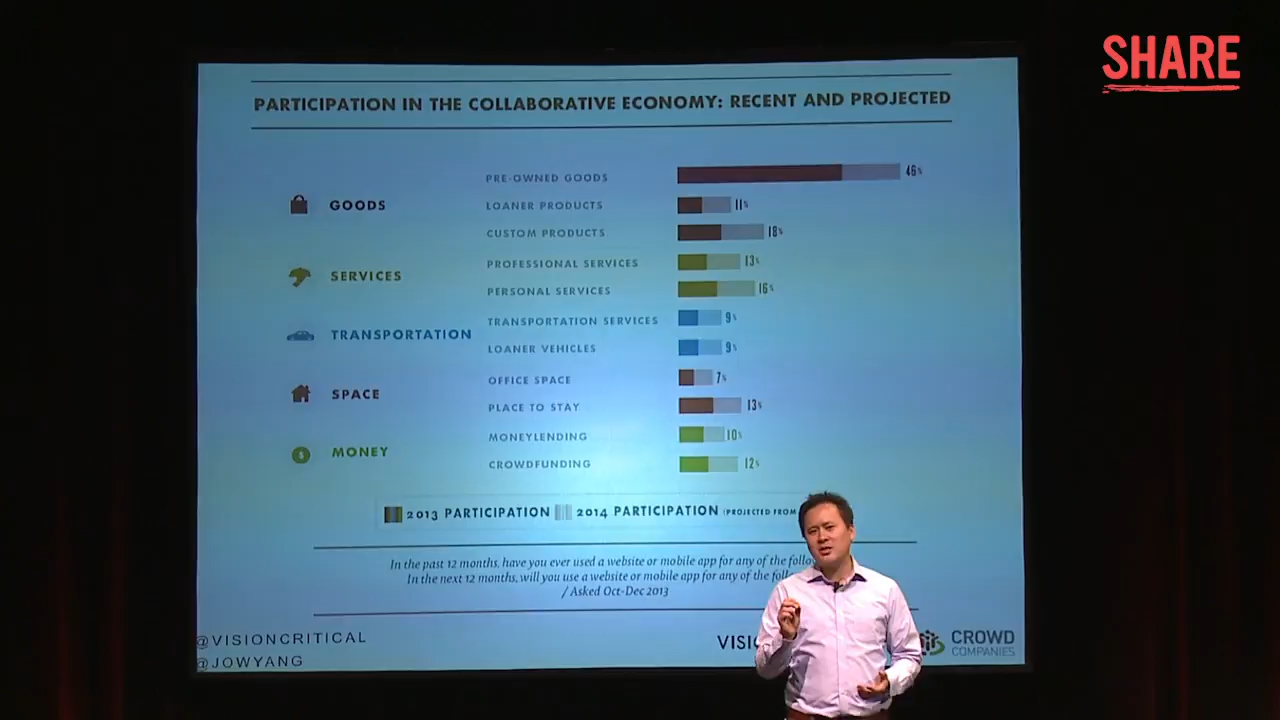 SHARE
PARTICIPATION IN THE COLLABORATIVE ECONOMY: RECENT AND PROJECTED
GOODS
PRE-OWNED GOODS 46%
LOANER PRODUCTS 11%
CUSTOM PRODUCTS 18%
SERVICES
PROFESSIONAL SERVICES 13%
PERSONAL SERVICES 16%
TRANSPORTATION
TRANSPORTATION SERVICES 9%
LOANER VEHICLES 9%
SPACE
OFFICE SPACE 7%
PLACE TO STAY 13%
MONEY
MONEYLENDING 10%
CROWDFUNDING 12%
2013 PARTICIPATION 2014 PARTICIPATION (PROJECTED FROM
In the past 12 months, have you ever used a website or mobile app for any of the
In the next 12 months, will you use a website or mobile app for any of the
/ Asked Oct-Dec 2013
@VISIONCRITICAL
@JOWYANG
CROWD
COMPANIES